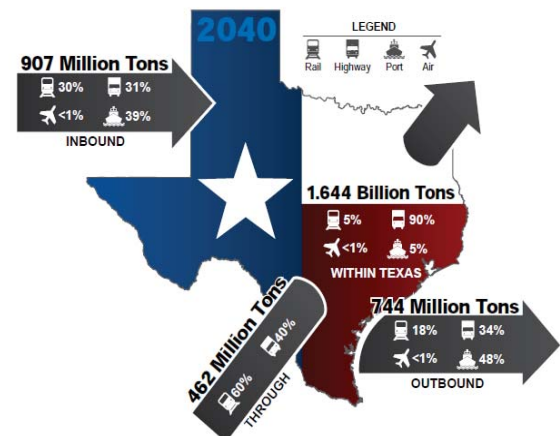 2040
LEGEND
Rail Highway Port Air
907 Million Tons
30% 31%
<1% 39%
INBOUND
1.644 Billion Tons
5% 90%
<1% 5%
WITHIN TEXAS
462 Million Tons
60% 40%
THROUGH
744 Million Tons
18% 34%
<1% 48%
OUTBOUND